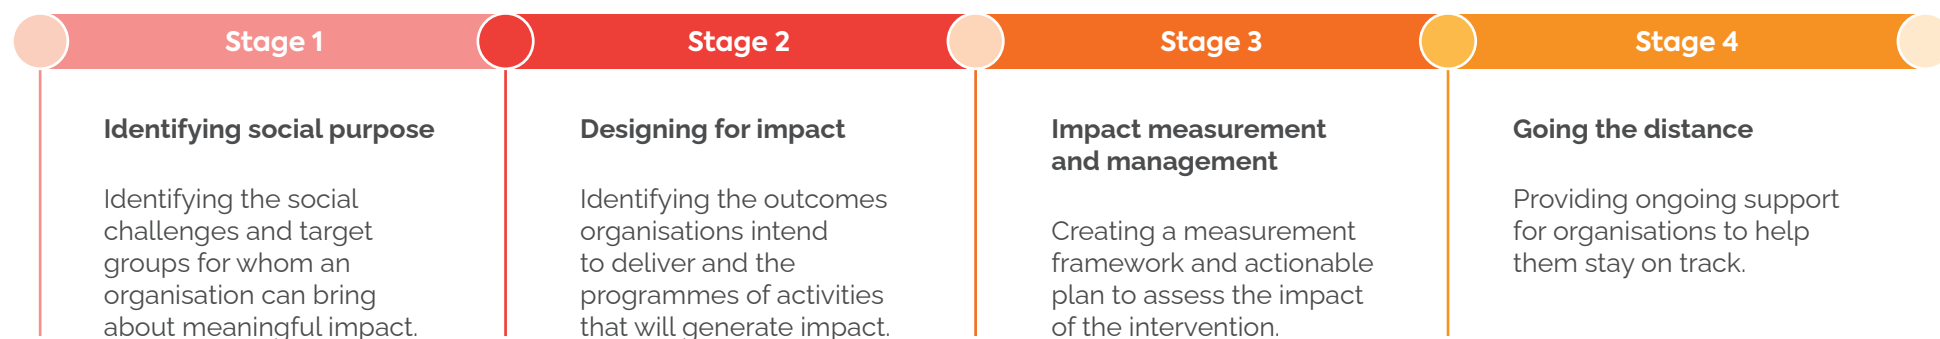 Stage 1
Stage 2
Stage 3
Stage 4
Identifying social purpose
Identifying the social
challenges and target
groups for whom an
organisation can bring
about meaningful impact.
Designing for impact
Identifying the outcomes
organisations intend
to deliver and the
programmes of activities
that will generate impact.
Impact measurement
and management
Creating a measurement
framework and actionable
plan to assess the impact
of the intervention.
Going the distance
Providing ongoing support
for organisations to help
them stay on track.